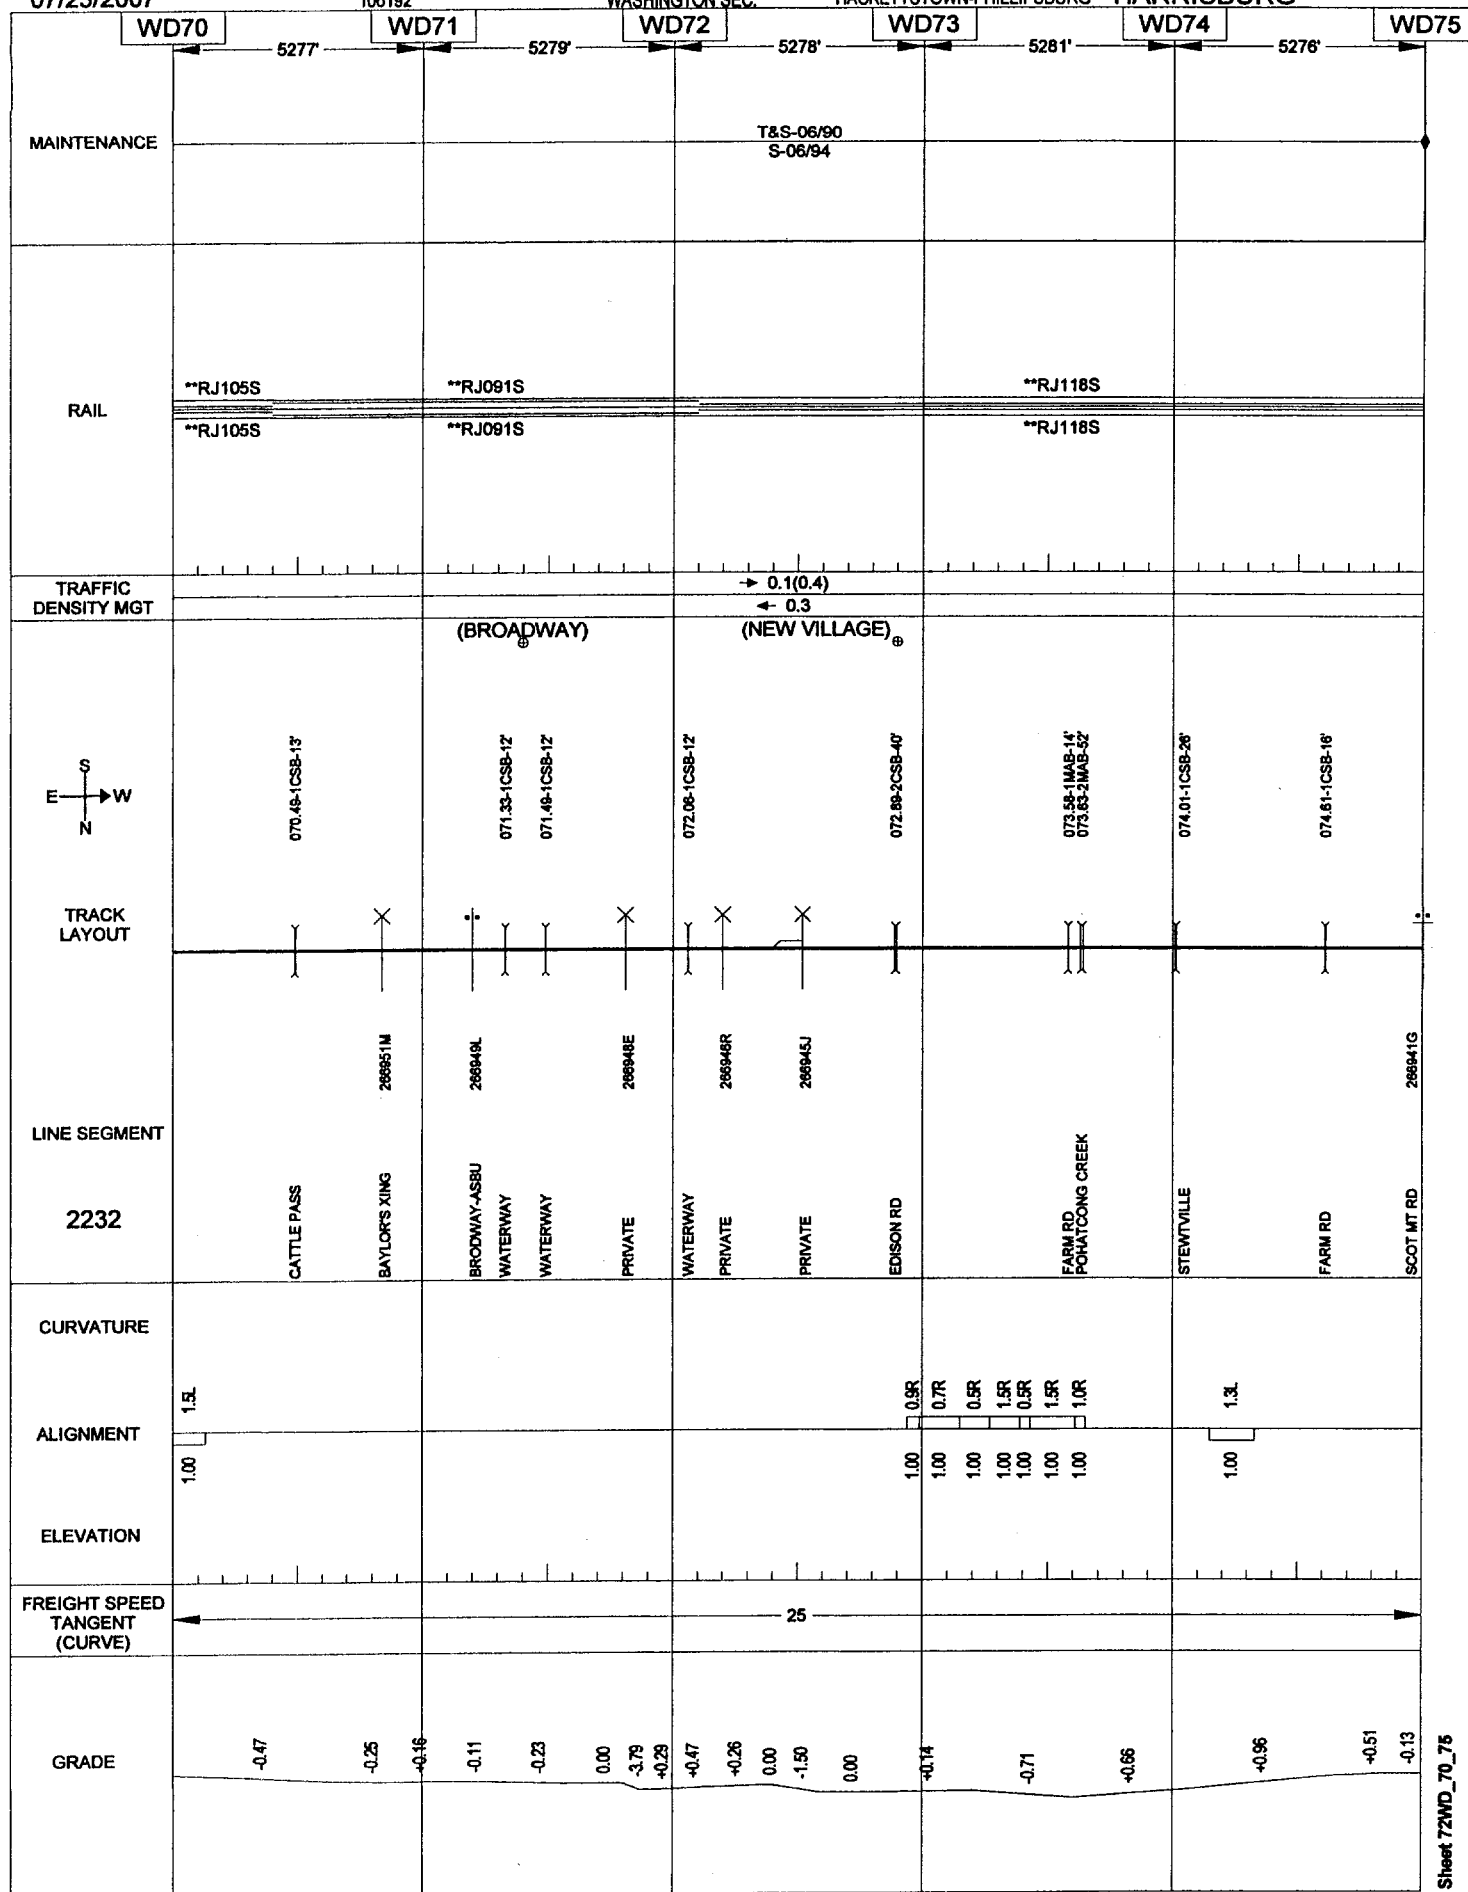 07/23/2007
106192
WASHINGTON SEC.
HARRISBURG
WD70 WD71 WD72 WD73 WD74 WD75
5277' 5279' 5278' 5281' 5276'
MAINTENANCE
T&S-06/90
S-06/94
RAIL
**RJ105S **RJ091S **RJ118S
**RJ105S **RJ091S **RJ118S
TRAFFIC
DENSITY MGT
0.1(0.4)
0.3
(BROADWAY) (NEW VILLAGE)
S
E W
N
070.49-1CSB-13'
071.33-1CSB-12'
071.49-1CSB-12'
072.06-1CSB-12'
072.89-2CSB-40'
073.58-1MAB-14'
073.63-2MAB-52'
074.01-1CSB-26'
074.61-1CSB-16'
TRACK
LAYOUT
266951M
266949L
266948E
266946R
266945J
266941G
LINE SEGMENT
2232
CATTLE PASS
BAYLOR'S XING
BRODWAY-ASBU
WATERWAY
WATERWAY
PRIVATE
WATERWAY
PRIVATE
PRIVATE
EDISON RD
FARM RD
POHATCONG CREEK
STEWTVILLE
FARM RD
SCOT MT RD
CURVATURE
1.5L 0.9R 0.7R 0.5R 1.5R 0.5R 1.5R 1.0R 1.3L
ALIGNMENT
1.00 1.00 1.00 1.00 1.00 1.00 1.00 1.00 1.00
ELEVATION
FREIGHT SPEED
TANGENT
(CURVE)
25
GRADE
-0.47 -0.25 +0.16 -0.11 -0.23 0.00 -3.79 +0.29 +0.47 +0.26 0.00 -1.50 0.00 +0.14 -0.71 +0.66 +0.96 +0.51 -0.13
Sheet 72WD_70_75